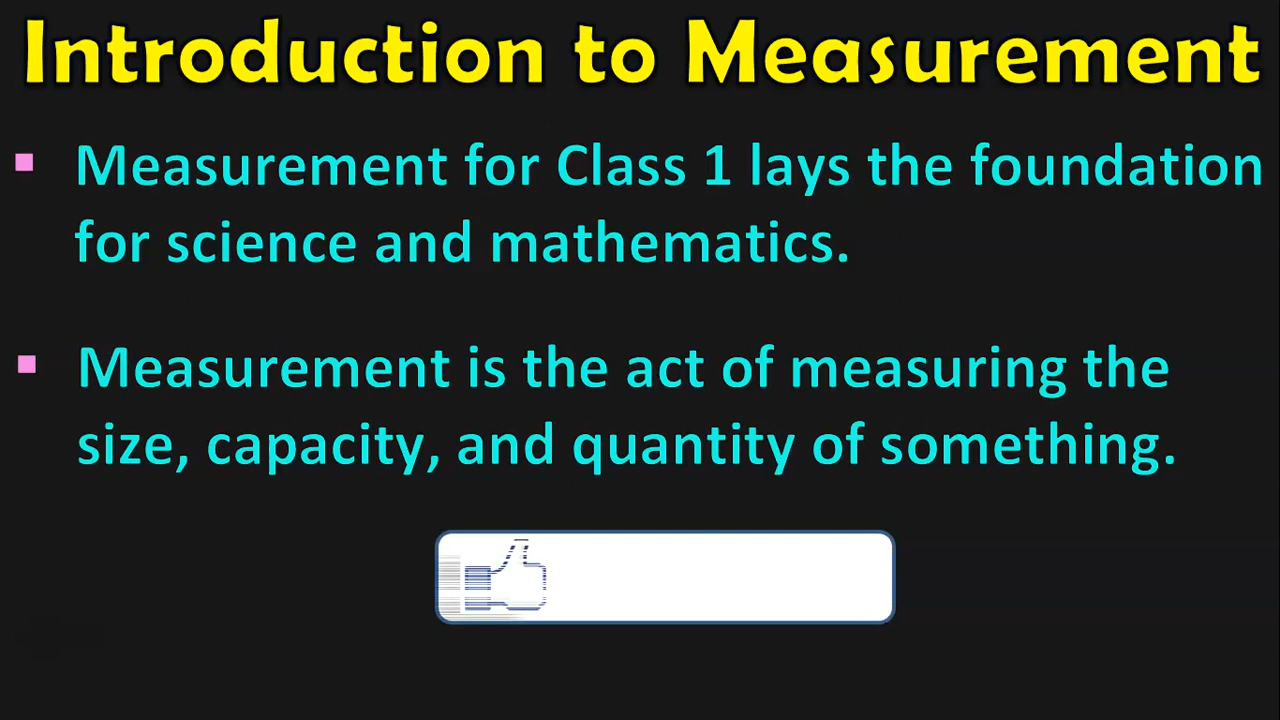 Introduction to Measurement
▪ Measurement for Class 1 lays the foundation
for science and mathematics.
▪ Measurement is the act of measuring the
size, capacity, and quantity of something.